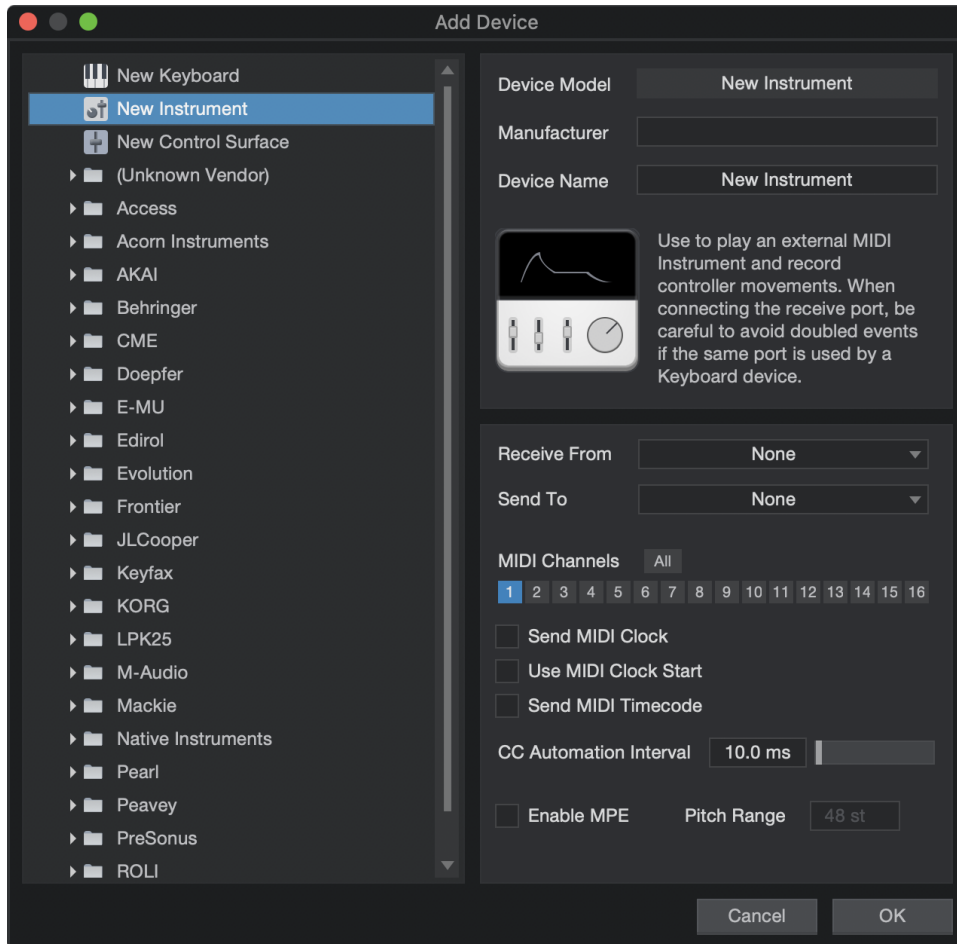 Add Device
New Keyboard
New Instrument
New Control Surface
(Unknown Vendor)
Access
Acorn Instruments
AKAI
Behringer
CME
Doepfer
E-MU
Edirol
Evolution
Frontier
JLCooper
Keyfax
KORG
LPK25
M-Audio
Mackie
Native Instruments
Pearl
Peavey
PreSonus
ROLI
Device Model New Instrument
Manufacturer
Device Name New Instrument
Use to play an external MIDI
Instrument and record
controller movements. When
connecting the receive port, be
careful to avoid doubled events
if the same port is used by a
Keyboard device.
Receive From None
Send To None
MIDI Channels All
1 2 3 4 5 6 7 8 9 10 11 12 13 14 15 16
Send MIDI Clock
Use MIDI Clock Start
Send MIDI Timecode
CC Automation Interval 10.0 ms
Enable MPE Pitch Range 48 st
Cancel OK